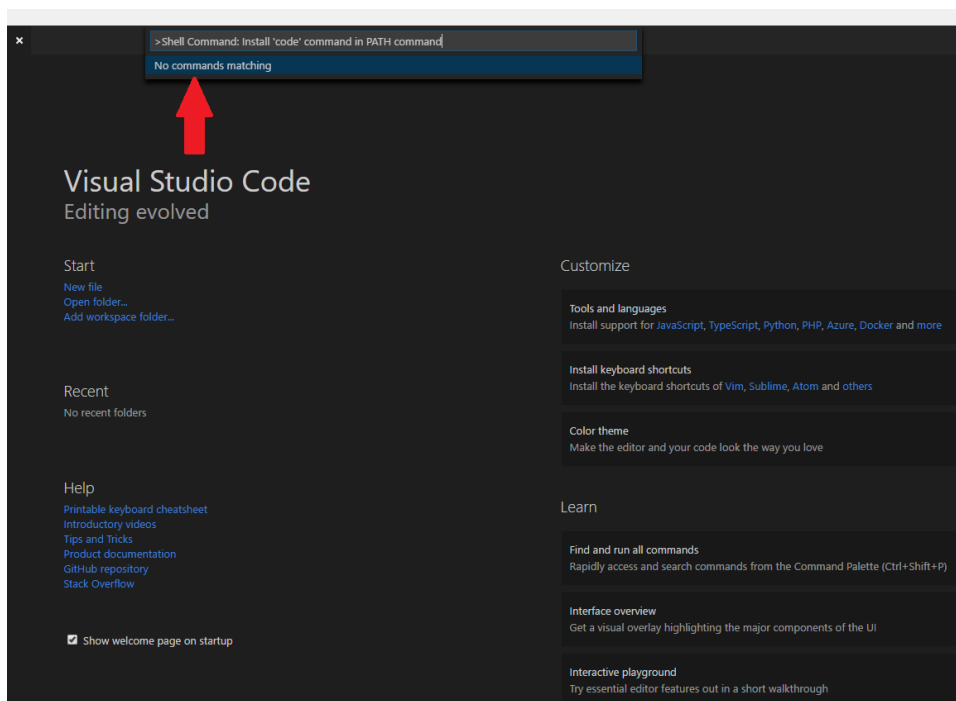 >Shell Command: Install 'code' command in PATH command
No commands matching
Visual Studio Code
Editing evolved
Start
New file
Open folder...
Add workspace folder...
Recent
No recent folders
Help
Printable keyboard cheatsheet
Introductory videos
Tips and Tricks
Product documentation
GitHub repository
Stack Overflow
Show welcome page on startup
Customize
Tools and languages
Install support for JavaScript, TypeScript, Python, PHP, Azure, Docker and more
Install keyboard shortcuts
Install the keyboard shortcuts of Vim, Sublime, Atom and others
Color theme
Make the editor and your code look the way you love
Learn
Find and run all commands
Rapidly access and search commands from the Command Palette (Ctrl+Shift+P)
Interface overview
Get a visual overlay highlighting the major components of the UI
Interactive playground
Try essential editor features out in a short walkthrough